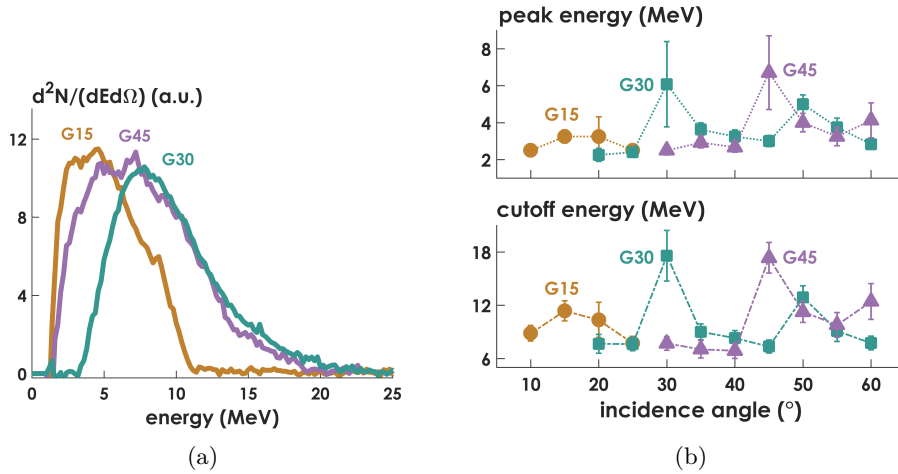 d²N/(dEdΩ) (a.u.)
G15
G45
G30
12
8
4
0
0
5
10
15
20
25
energy (MeV)
(a)
peak energy (MeV)
8
6
4
2
G15
G30
G45
cutoff energy (MeV)
18
12
6
G15
G30
G45
10
20
30
40
50
60
incidence angle (°)
(b)